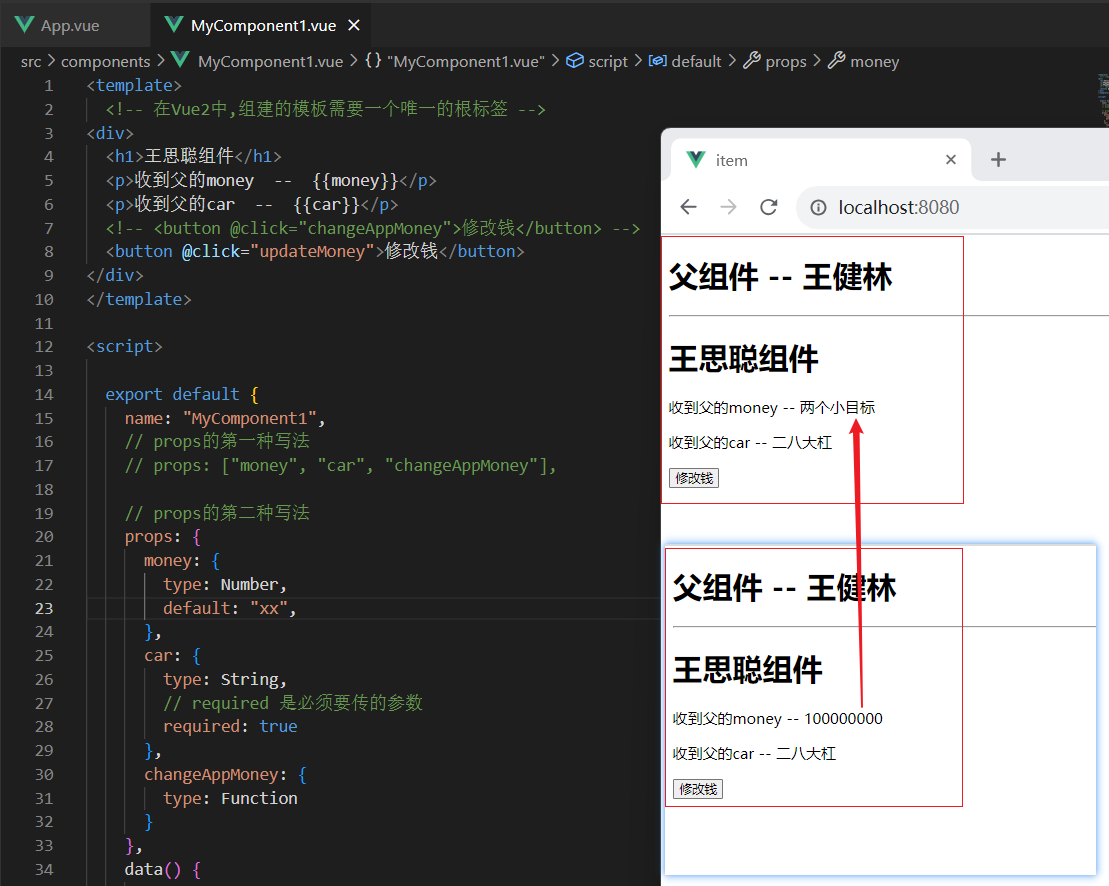 App.vue
MyComponent1.vue
src > components > MyComponent1.vue > {} "MyComponent1.vue" > script > default > props > money
1 <template>
2 <!-- 在Vue2中,组建的模板需要一个唯一的根标签 -->
3 <div>
4 <h1>王思聪组件</h1>
5 <p>收到父的money -- {{money}}</p>
6 <p>收到父的car -- {{car}}</p>
7 <!-- <button @click="changeAppMoney">修改钱</button> -->
8 <button @click="updateMoney">修改钱</button>
9 </div>
10 </template>
11
12 <script>
13
14 export default {
15 name: "MyComponent1",
16 // props的第一种写法
17 // props: ["money", "car", "changeAppMoney"],
18
19 // props的第二种写法
20 props: {
21 money: {
22 type: Number,
23 default: "xx",
24 },
25 car: {
26 type: String,
27 // required 是必须要传的参数
28 required: true
29 },
30 changeAppMoney: {
31 type: Function
32 }
33 },
34 data() {
item
localhost:8080
父组件 -- 王健林
王思聪组件
收到父的money -- 两个小目标
收到父的car -- 二八大杠
修改钱
父组件 -- 王健林
王思聪组件
收到父的money -- 100000000
收到父的car -- 二八大杠
修改钱